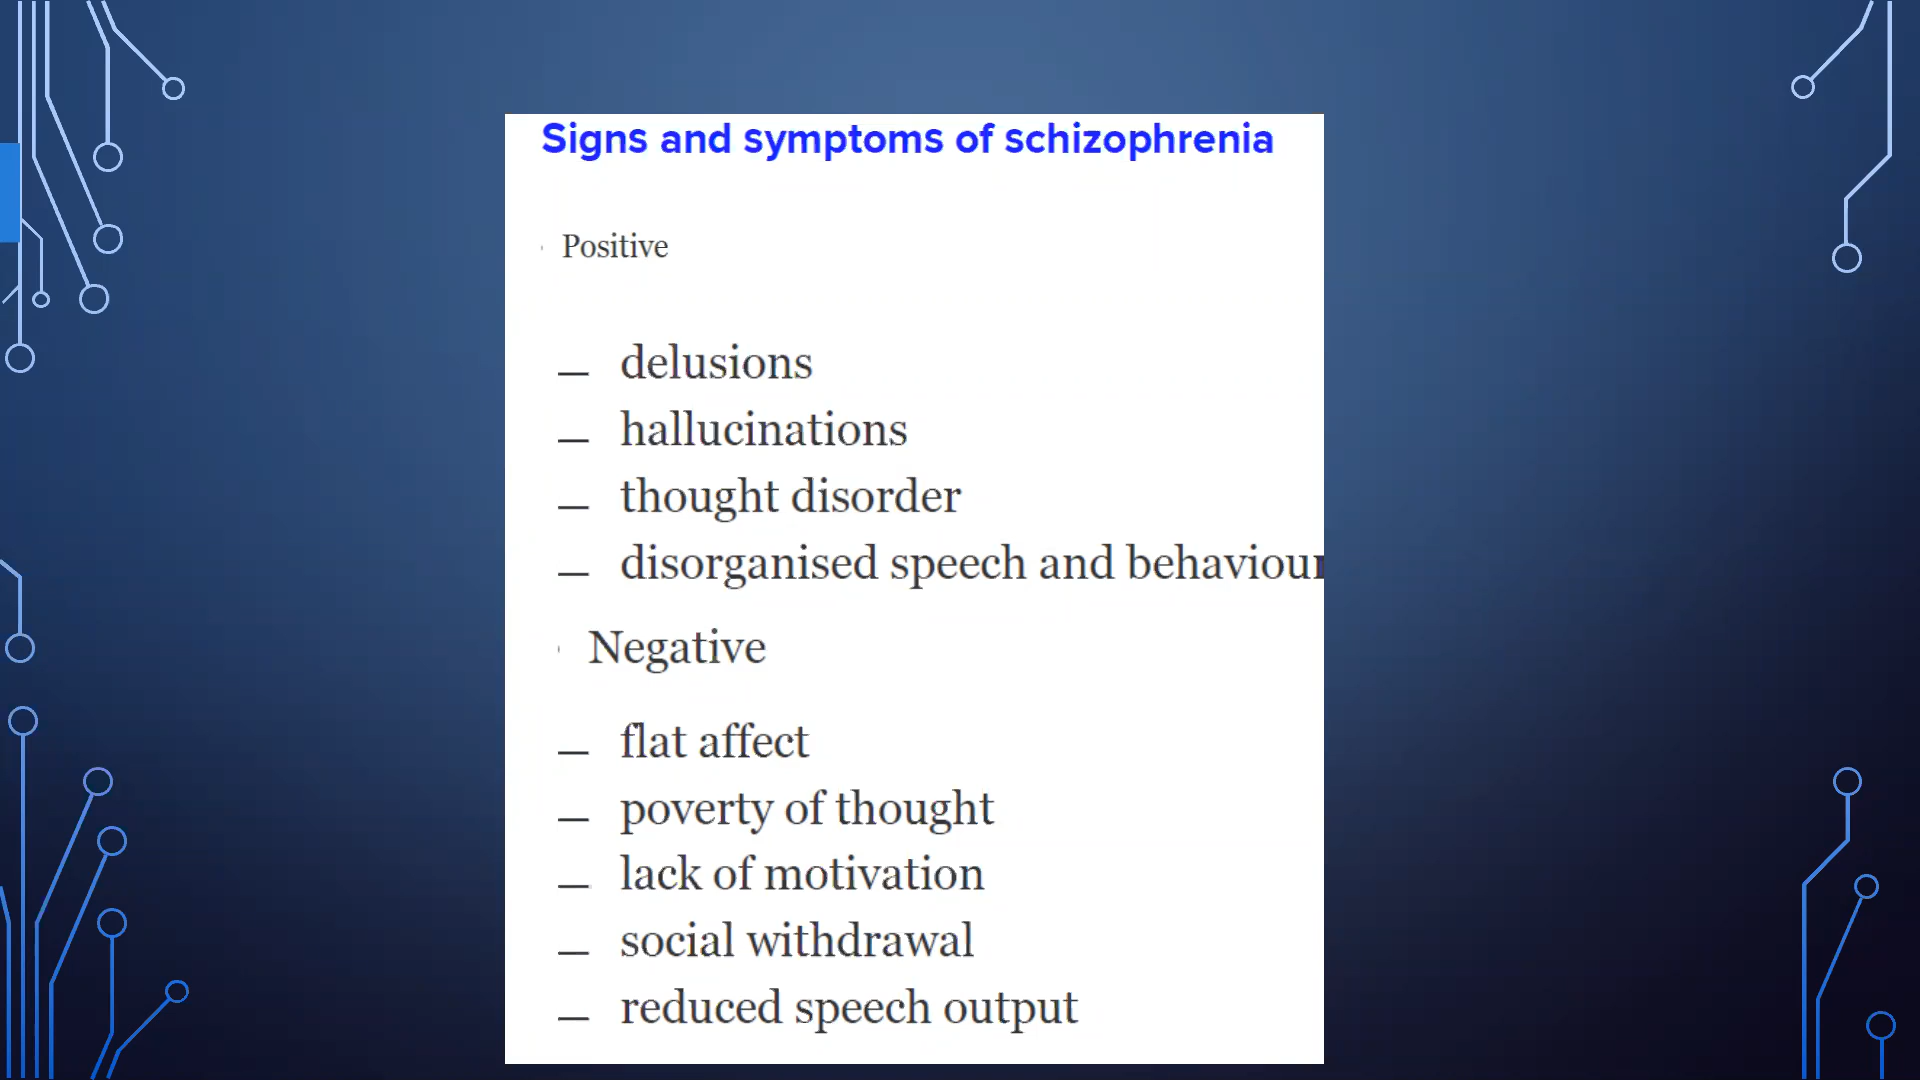 Signs and symptoms of schizophrenia
· Positive
— delusions
— hallucinations
— thought disorder
— disorganised speech and behaviour
· Negative
— flat affect
— poverty of thought
— lack of motivation
— social withdrawal
— reduced speech output